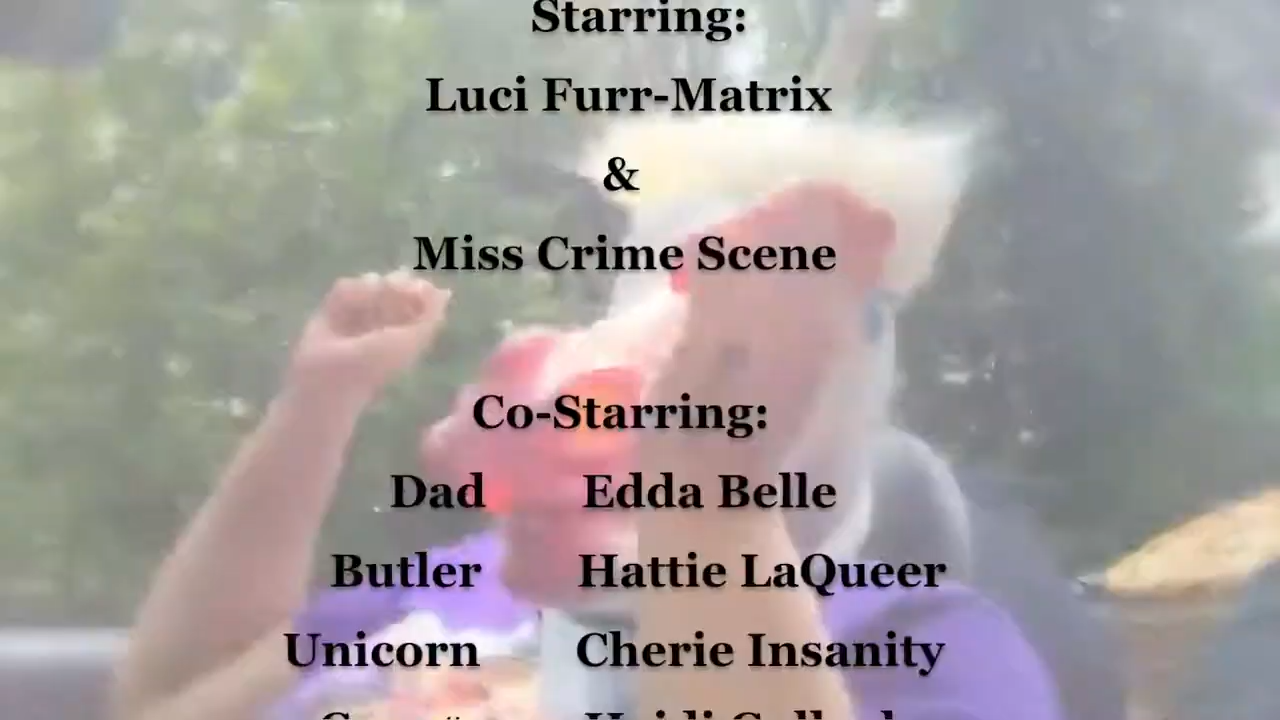 Starring:
Luci Furr-Matrix
&
Miss Crime Scene
Co-Starring:
Dad Edda Belle
Butler Hattie LaQueer
Unicorn Cherie Insanity